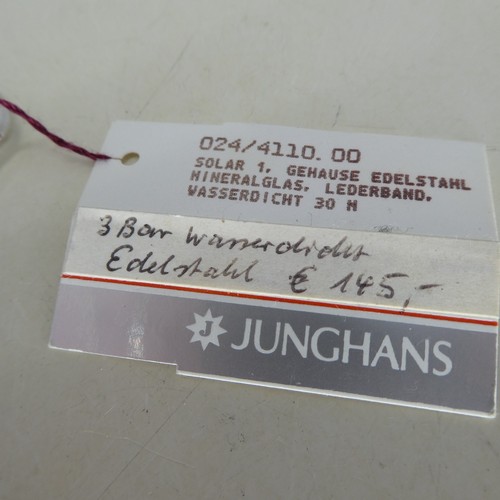 024/4110.00
SOLAR 1, GEHAUSE EDELSTAHL
MINERALGLAS, LEDERBAND,
WASSERDICHT 30 M
3 Bar wasserdicht
Edelstahl € 145,-
J JUNGHANS